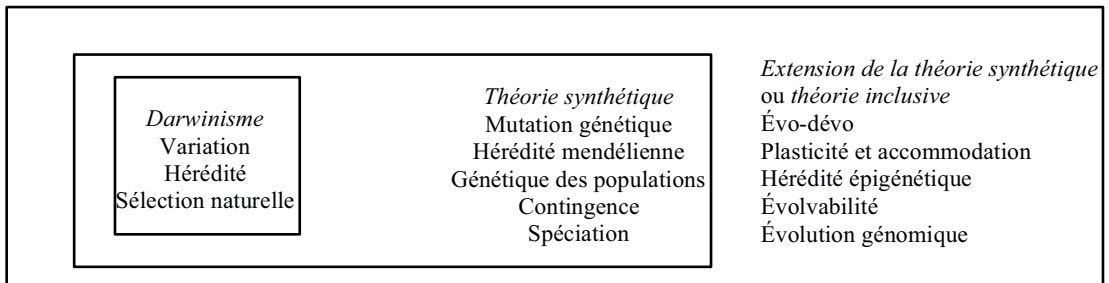 Darwinisme
Variation
Hérédité
Sélection naturelle
Théorie synthétique
Mutation génétique
Hérédité mendélienne
Génétique des populations
Contingence
Spéciation
Extension de la théorie synthétique
ou théorie inclusive
Évo-dévo
Plasticité et accommodation
Hérédité épigénétique
Évolvabilité
Évolution génomique